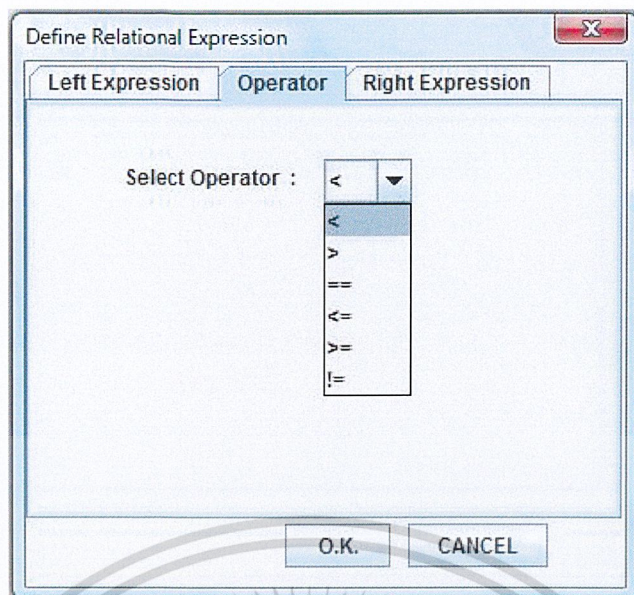 Define Relational Expression
Left Expression Operator Right Expression
Select Operator : <
<
>
==
<=
>=
!=
O.K. CANCEL